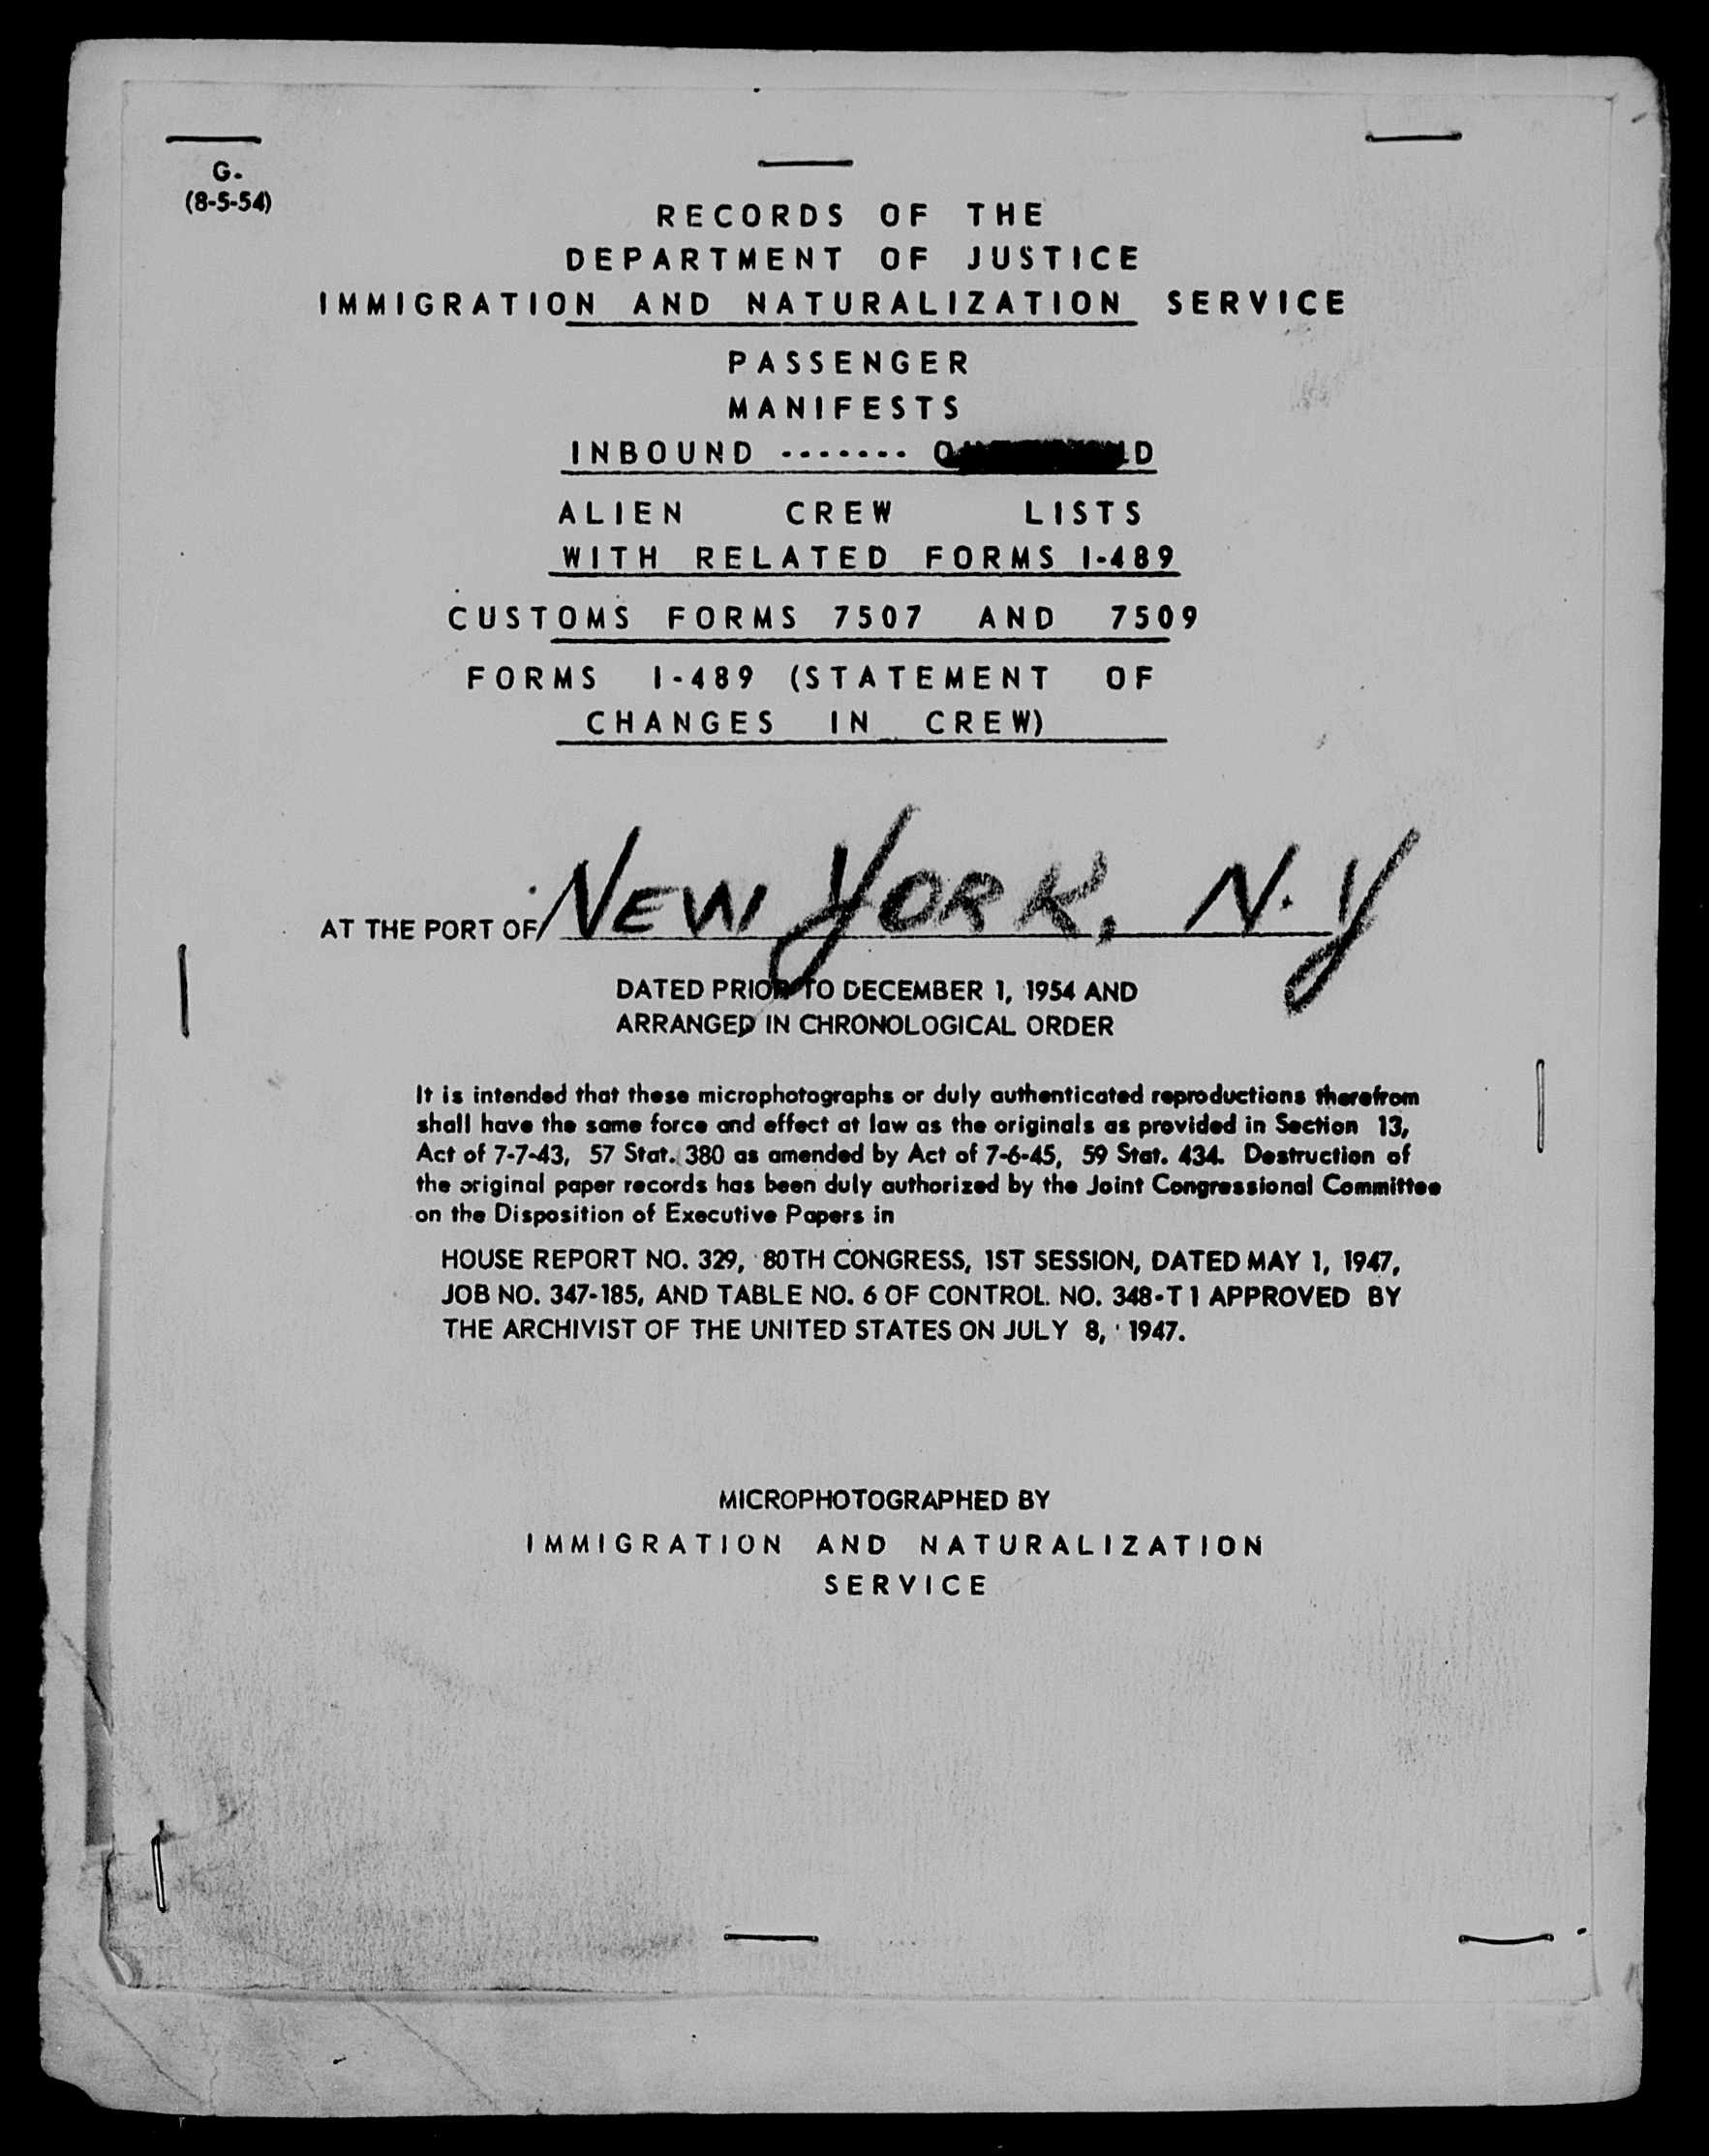 G.
(8-5-54)
RECORDS OF THE
DEPARTMENT OF JUSTICE
IMMIGRATION AND NATURALIZATION SERVICE
PASSENGER
MANIFESTS
INBOUND -------
ALIEN CREW LISTS
WITH RELATED FORMS I-489
CUSTOMS FORMS 7507 AND 7509
FORMS I-489 (STATEMENT OF
CHANGES IN CREW)
AT THE PORT OF NEW YORK, N.Y
DATED PRIOR TO DECEMBER 1, 1954 AND
ARRANGED IN CHRONOLOGICAL ORDER
It is intended that these microphotographs or duly authenticated reproductions therefrom
shall have the same force and effect at law as the originals as provided in Section 13,
Act of 7-7-43, 57 Stat. 380 as amended by Act of 7-6-45, 59 Stat. 434. Destruction of
the original paper records has been duly authorized by the Joint Congressional Committee
on the Disposition of Executive Papers in
HOUSE REPORT NO. 329, 80TH CONGRESS, 1ST SESSION, DATED MAY 1, 1947,
JOB NO. 347-185, AND TABLE NO. 6 OF CONTROL NO. 348-T1 APPROVED BY
THE ARCHIVIST OF THE UNITED STATES ON JULY 8, 1947.
MICROPHOTOGRAPHED BY
IMMIGRATION AND NATURALIZATION
SERVICE